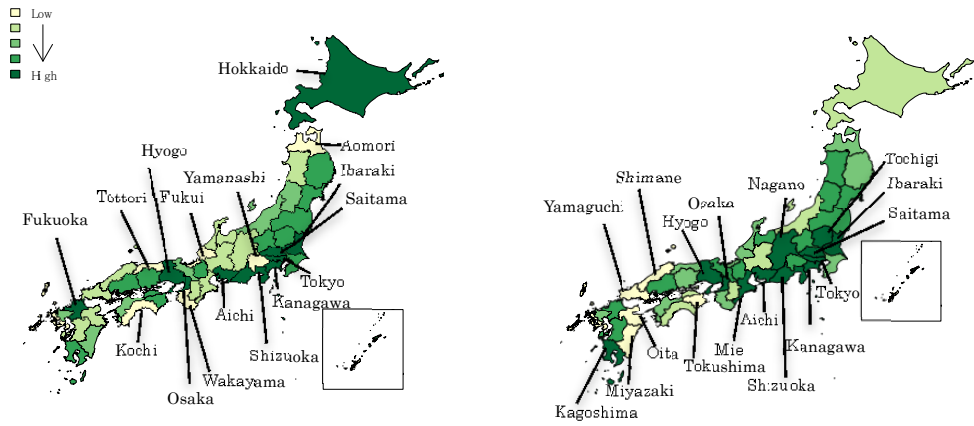 Low
H gh
Hokkaido
Aomori
Hyogo
Ibaraki
Yamanashi
Tottori
Fukui
Saitama
Fukuoka
Tokyo
Kanagawa
Aichi
Kochi
Shizuoka
Wakayama
Osaka
Tochigi
Shimane
Nagano
Ibaraki
Yamaguchi
Osaka
Saitama
Hyogo
Tokyo
Aichi
Kanagawa
Oita
Mie
Tokushima
Miyazaki
Shizuoka
Kagoshima